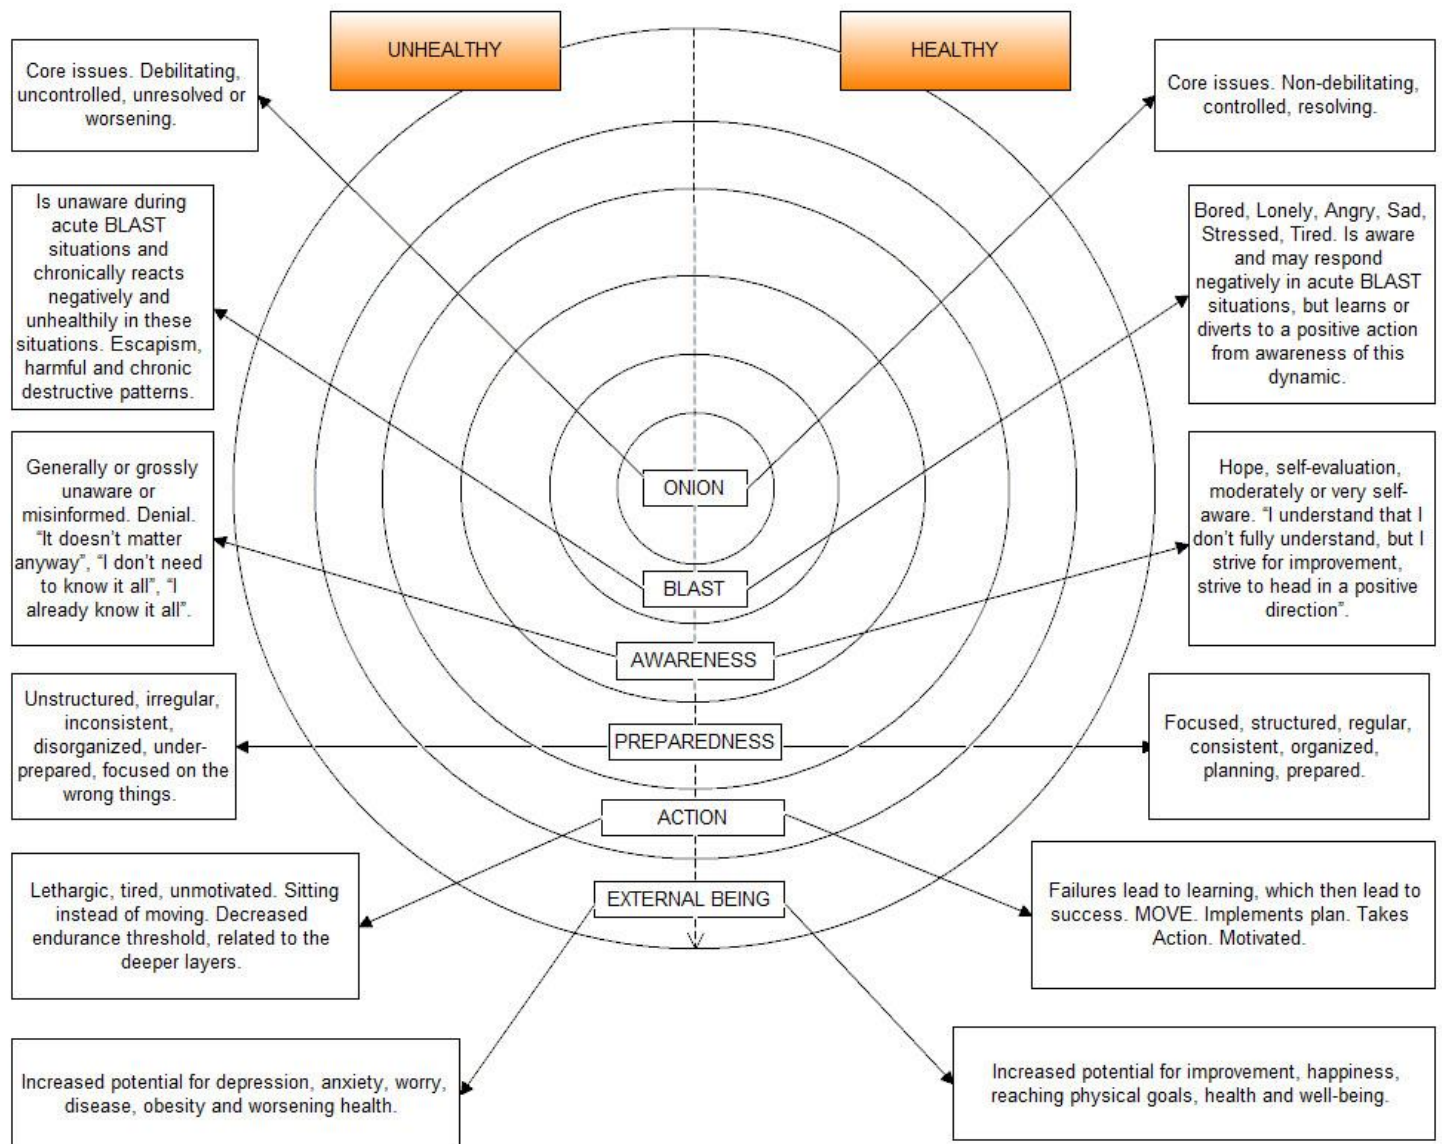 UNHEALTHY
HEALTHY
Core issues. Debilitating,
uncontrolled, unresolved or
worsening.
Core issues. Non-debilitating,
controlled, resolving.
Is unaware during
acute BLAST
situations and
chronically reacts
negatively and
unhealthily in these
situations. Escapism,
harmful and chronic
destructive patterns.
Bored, Lonely, Angry, Sad,
Stressed, Tired. Is aware
and may respond
negatively in acute BLAST
situations, but learns or
diverts to a positive action
from awareness of this
dynamic.
Generally or grossly
unaware or
misinformed. Denial.
“It doesn’t matter
anyway”, “I don’t need
to know it all”, “I
already know it all”.
ONION
Hope, self-evaluation,
moderately or very self-
aware. “I understand that I
don’t fully understand, but I
strive for improvement,
strive to head in a positive
direction”.
BLAST
AWARENESS
Unstructured, irregular,
inconsistent,
disorganized, under-
prepared, focused on the
wrong things.
PREPAREDNESS
Focused, structured, regular,
consistent, organized,
planning, prepared.
ACTION
Lethargic, tired, unmotivated. Sitting
instead of moving. Decreased
endurance threshold, related to the
deeper layers.
EXTERNAL BEING
Failures lead to learning, which then lead to
success. MOVE. Implements plan. Takes
Action. Motivated.
Increased potential for depression, anxiety, worry,
disease, obesity and worsening health.
Increased potential for improvement, happiness,
reaching physical goals, health and well-being.